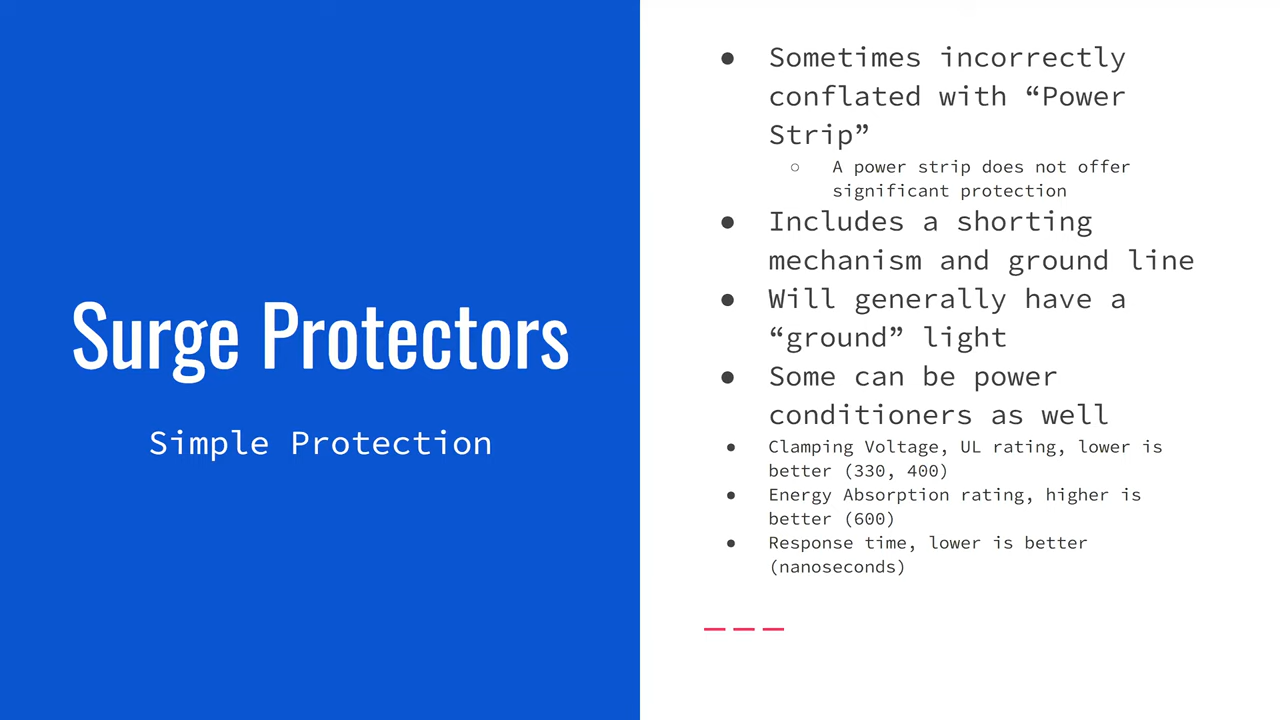 Surge Protectors
Simple Protection
● Sometimes incorrectly
conflated with “Power
Strip”
○ A power strip does not offer
significant protection
● Includes a shorting
mechanism and ground line
● Will generally have a
“ground” light
● Some can be power
conditioners as well
● Clamping Voltage, UL rating, lower is
better (330, 400)
● Energy Absorption rating, higher is
better (600)
● Response time, lower is better
(nanoseconds)